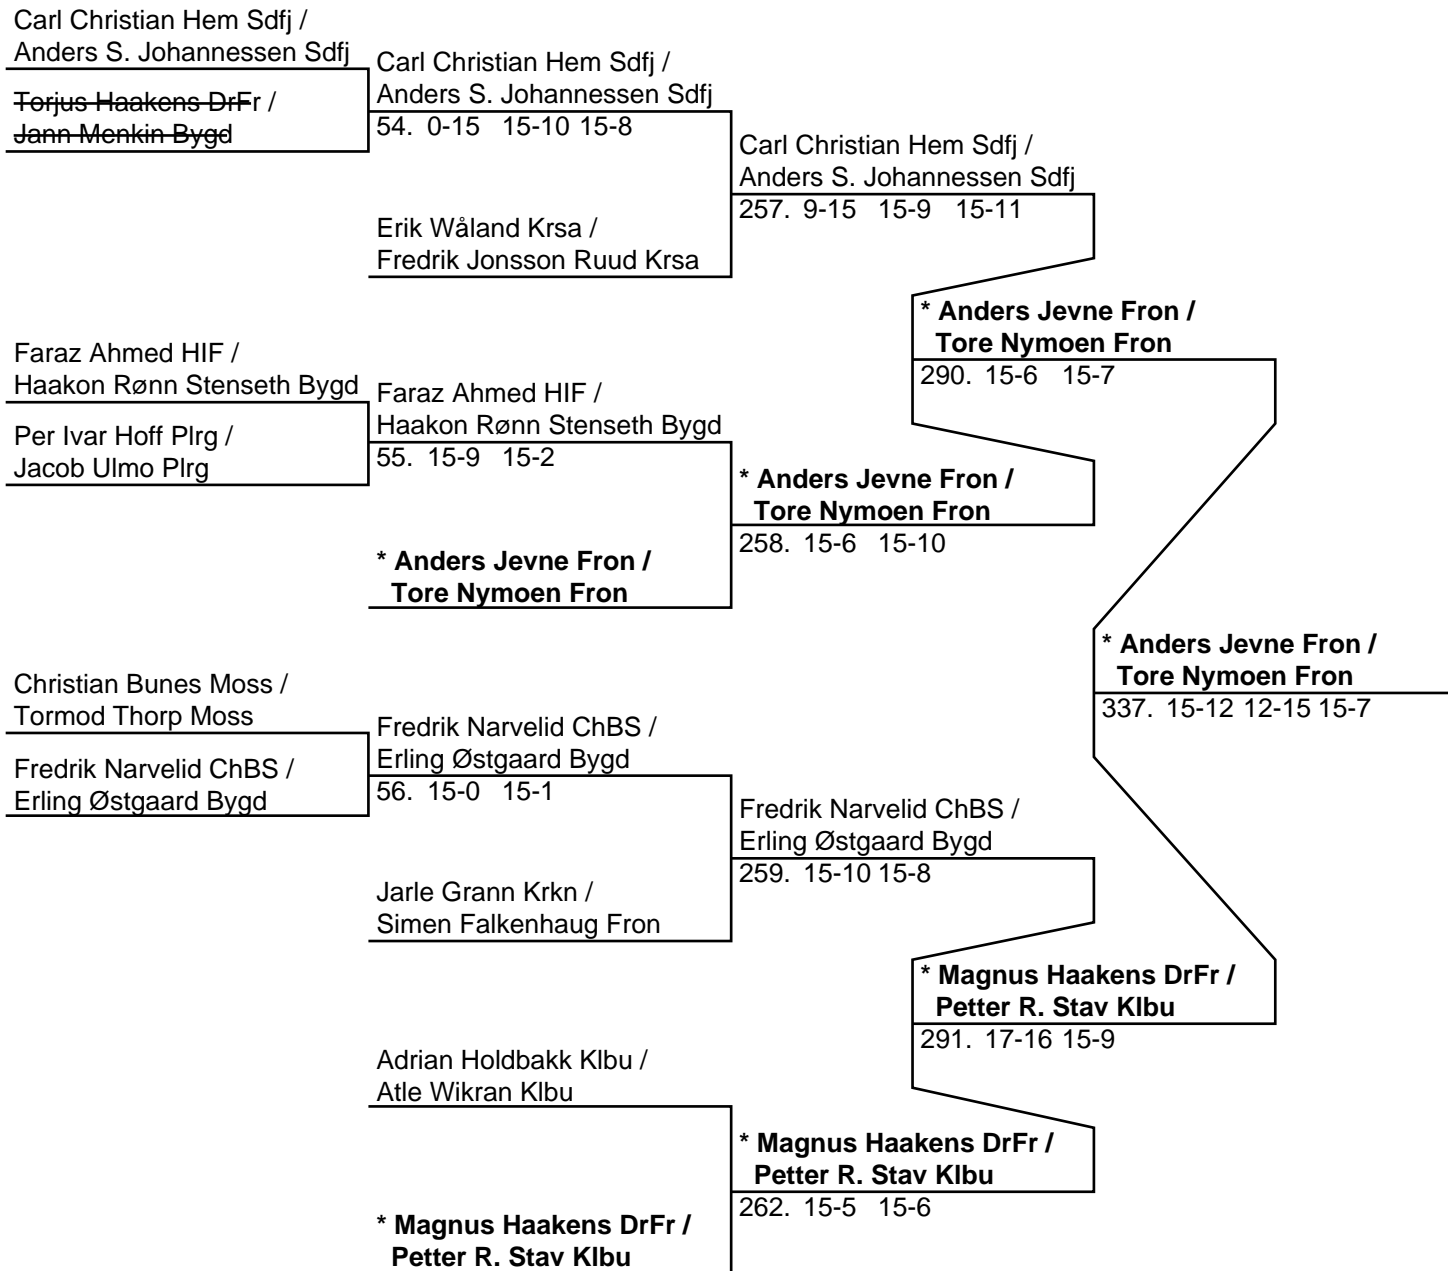 Carl Christian Hem Sdfj /
Anders S. Johannessen Sdfj
Torjus Haakens DrFr /
Jann Menkin Bygd
Carl Christian Hem Sdfj /
Anders S. Johannessen Sdfj
54. 0-15 15-10 15-8
Carl Christian Hem Sdfj /
Anders S. Johannessen Sdfj
257. 9-15 15-9 15-11
Erik Wåland Krsa /
Fredrik Jonsson Ruud Krsa
* Anders Jevne Fron /
Tore Nymoen Fron
290. 15-6 15-7
Faraz Ahmed HIF /
Haakon Rønn Stenseth Bygd
Per Ivar Hoff Plrg /
Jacob Ulmo Plrg
Faraz Ahmed HIF /
Haakon Rønn Stenseth Bygd
55. 15-9 15-2
* Anders Jevne Fron /
Tore Nymoen Fron
258. 15-6 15-10
* Anders Jevne Fron /
Tore Nymoen Fron
* Anders Jevne Fron /
Tore Nymoen Fron
337. 15-12 12-15 15-7
Christian Bunes Moss /
Tormod Thorp Moss
Fredrik Narvelid ChBS /
Erling Østgaard Bygd
Fredrik Narvelid ChBS /
Erling Østgaard Bygd
56. 15-0 15-1
Fredrik Narvelid ChBS /
Erling Østgaard Bygd
259. 15-10 15-8
Jarle Grann Krkn /
Simen Falkenhaug Fron
* Magnus Haakens DrFr /
Petter R. Stav Klbu
291. 17-16 15-9
Adrian Holdbakk Klbu /
Atle Wikran Klbu
* Magnus Haakens DrFr /
Petter R. Stav Klbu
262. 15-5 15-6
* Magnus Haakens DrFr /
Petter R. Stav Klbu